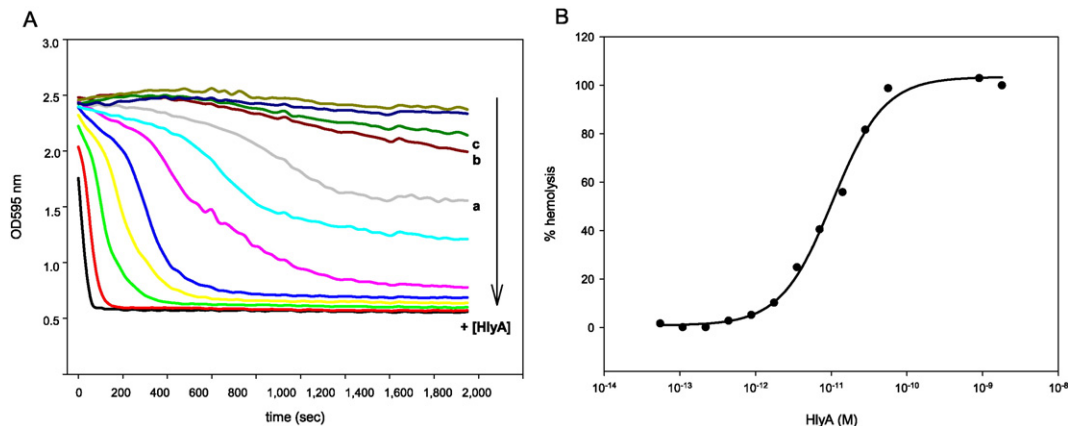 A
3.0
2.5
2.0
1.5
1.0
0.5
OD595 nm
c
b
a
+ [HlyA]
0 200 400 600 800 1,000 1,200 1,400 1,600 1,800 2,000
time (sec)
B
120
100
80
60
40
20
0
% hemolysis
10-14 10-13 10-12 10-11 10-10 10-9 10-8
HlyA (M)